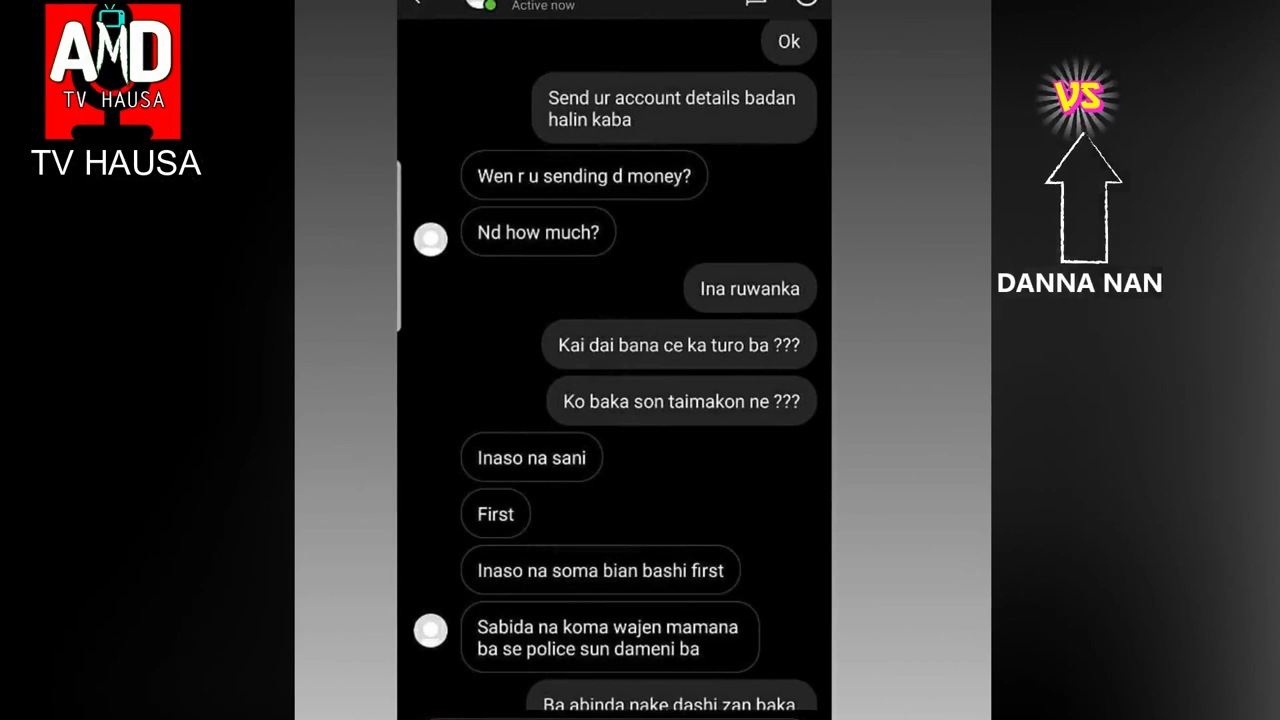 AMD
TV HAUSA
TV HAUSA
Active now
Ok
Send ur account details badan
halin kaba
Wen r u sending d money?
Nd how much?
Ina ruwanka
Kai dai bana ce ka turo ba ???
Ko baka son taimakon ne ???
Inaso na sani
First
Inaso na soma bian bashi first
Sabida na koma wajen mamana
ba se police sun dameni ba
Ba abinda nake dashi zan baka
VS
DANNA NAN